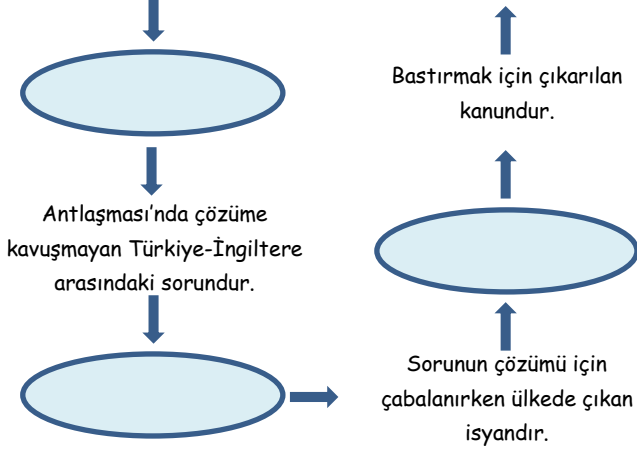 Antlaşması’nda çözüme
kavuşmayan Türkiye-İngiltere
arasındaki sorundur.
Sorunun çözümü için
çabalanırken ülkede çıkan
isyandır.
Bastırmak için çıkarılan
kanundur.